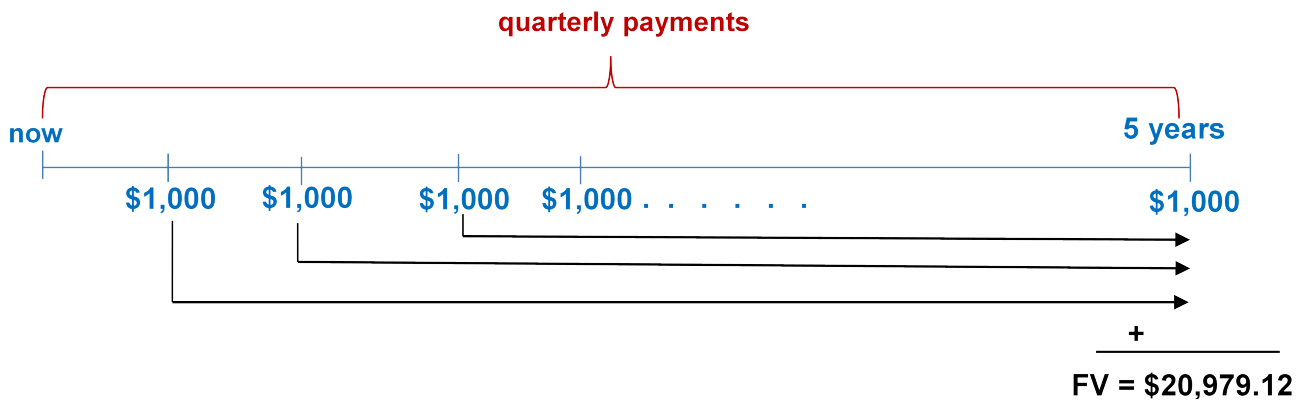 quarterly payments
now
5 years
$1,000 $1,000 $1,000 $1,000 . . . . . . $1,000
+
FV = $20,979.12